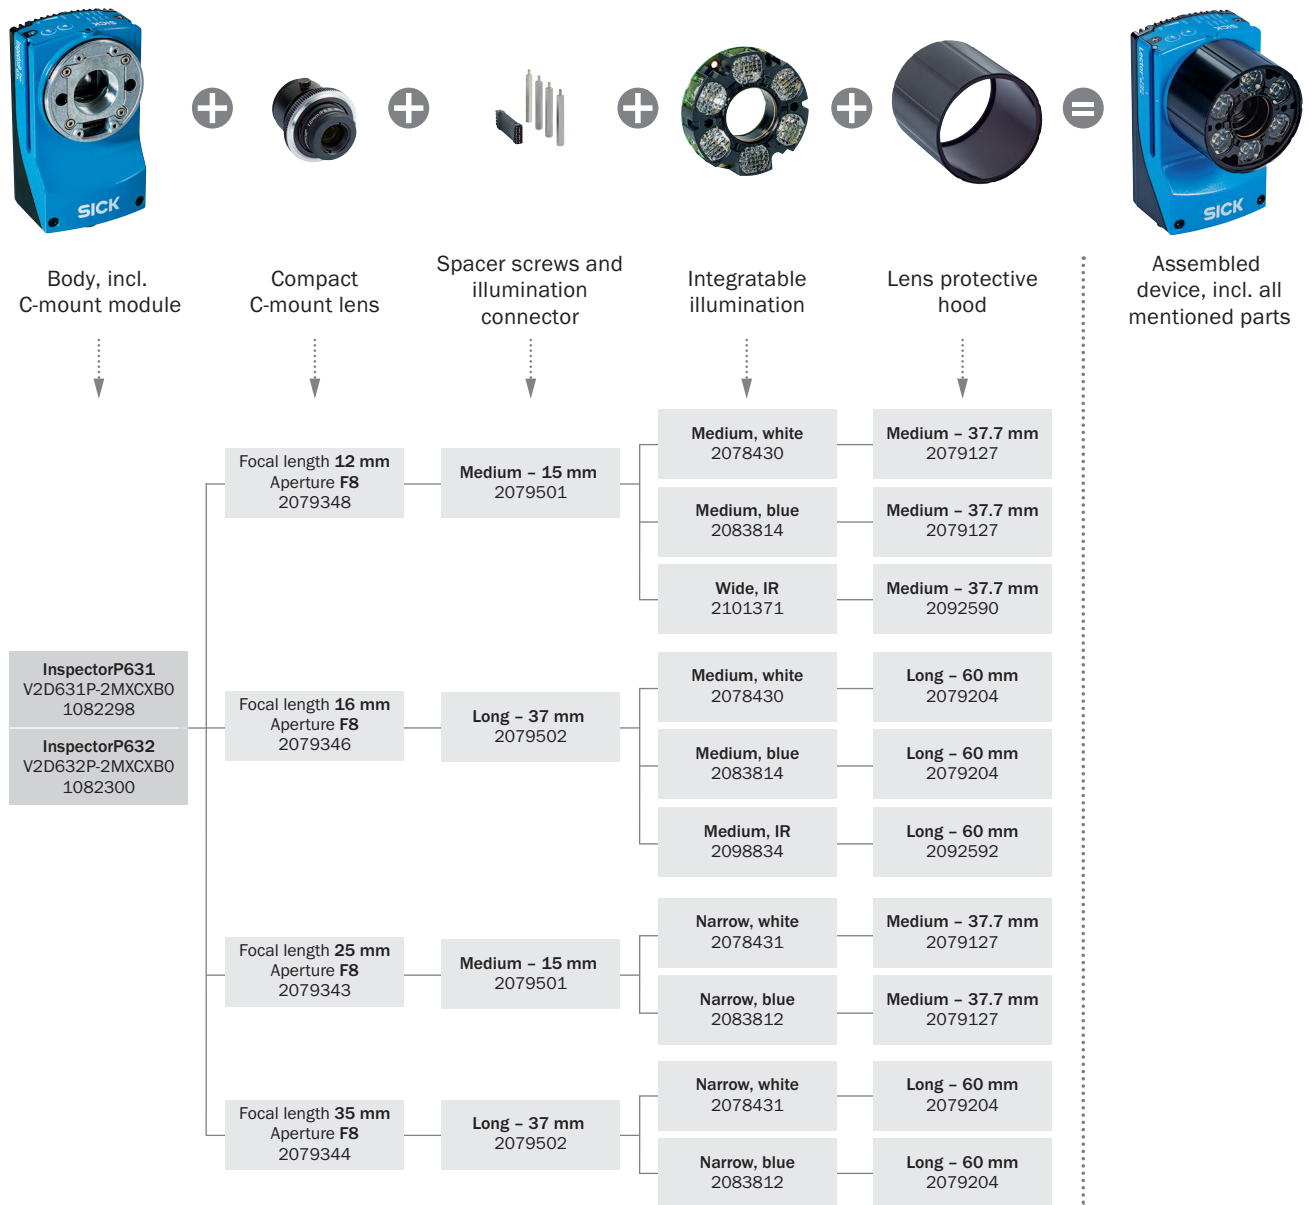 SICK
SICK
SICK
SICK
Body, incl.
C-mount module
Compact
C-mount lens
Spacer screws and
illumination
connector
Integratable
illumination
Lens protective
hood
Assembled
device, incl. all
mentioned parts
InspectorP631
V2D631P-2MXCXB0
1082298
InspectorP632
V2D632P-2MXCXB0
1082300
Focal length 12 mm
Aperture F8
2079348
Medium – 15 mm
2079501
Medium, white
2078430
Medium – 37.7 mm
2079127
Medium, blue
2083814
Medium – 37.7 mm
2079127
Wide, IR
2101371
Medium – 37.7 mm
2092590
Focal length 16 mm
Aperture F8
2079346
Long – 37 mm
2079502
Medium, white
2078430
Long – 60 mm
2079204
Medium, blue
2083814
Long – 60 mm
2079204
Medium, IR
2098834
Long – 60 mm
2092592
Focal length 25 mm
Aperture F8
2079343
Medium – 15 mm
2079501
Narrow, white
2078431
Medium – 37.7 mm
2079127
Narrow, blue
2083812
Medium – 37.7 mm
2079127
Focal length 35 mm
Aperture F8
2079344
Long – 37 mm
2079502
Narrow, white
2078431
Long – 60 mm
2079204
Narrow, blue
2083812
Long – 60 mm
2079204